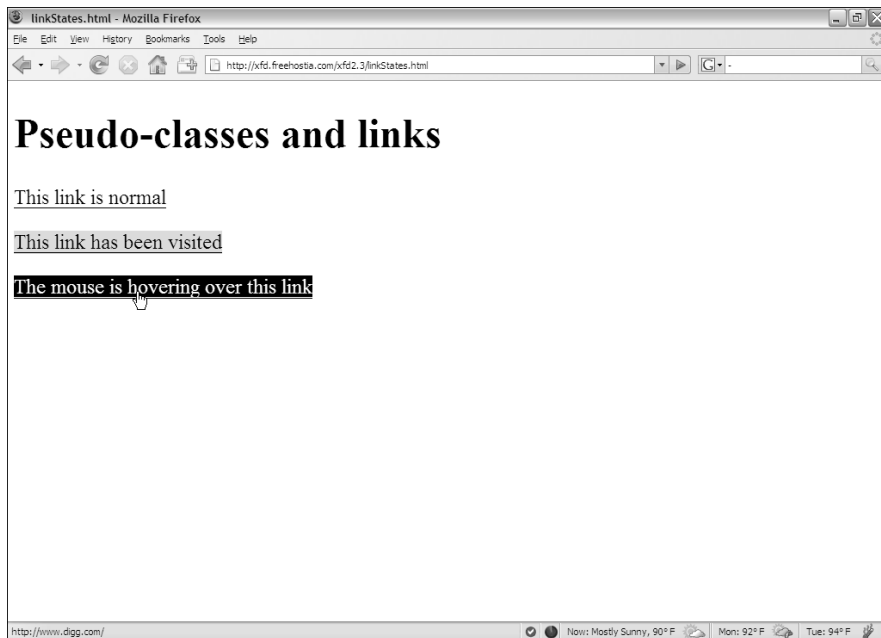 linkStates.html - Mozilla Firefox
File Edit View History Bookmarks Tools Help
http://xfd.freehostia.com/xfd2.3/linkStates.html G
Pseudo-classes and links
This link is normal
This link has been visited
The mouse is hovering over this link
http://www.digg.com/ Now: Mostly Sunny, 90° F Mon: 92° F Tue: 94° F